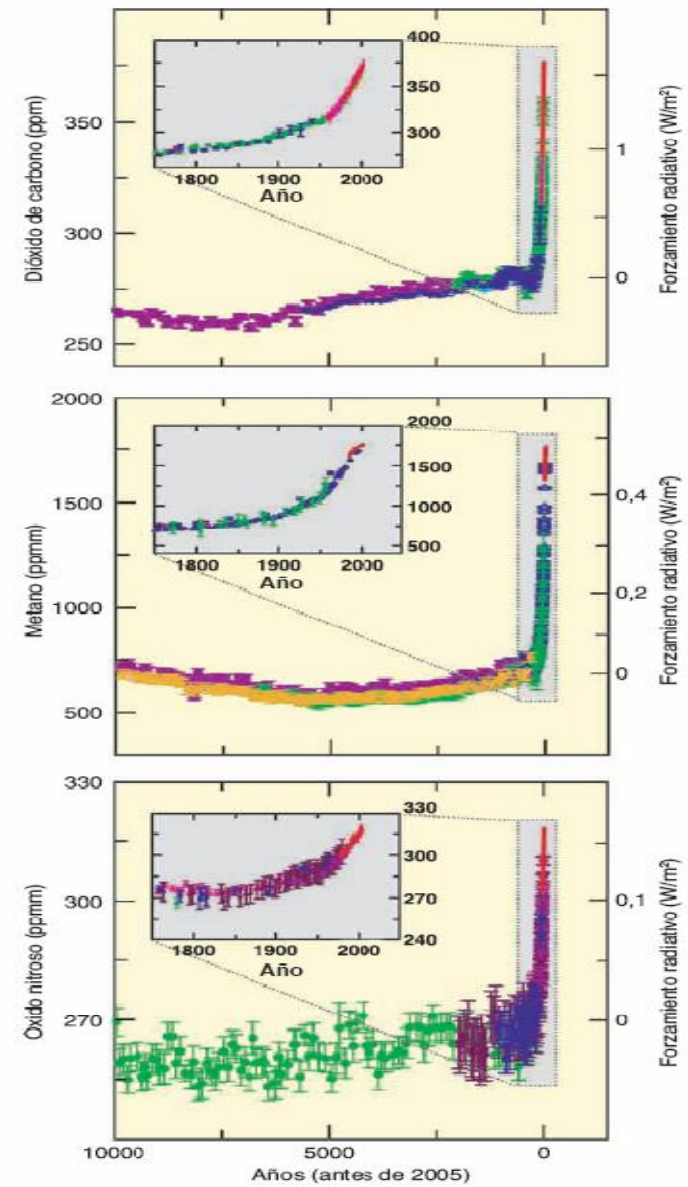 Dióxido de carbono (ppm)
350
300
250
400
350
300
1800 1900 2000
Año
1
0
Forzamiento radiativo (W/m²)
Metano (ppmm)
2000
1500
1000
500
2000
1500
1000
500
1800 1900 2000
Año
0,4
0,2
0
Forzamiento radiativo (W/m²)
Oxido nitroso (ppmm)
330
300
270
330
300
270
240
1800 1900 2000
Año
0,1
0
Forzamiento radiativo (W/m²)
10000 5000 0
Años (antes de 2005)